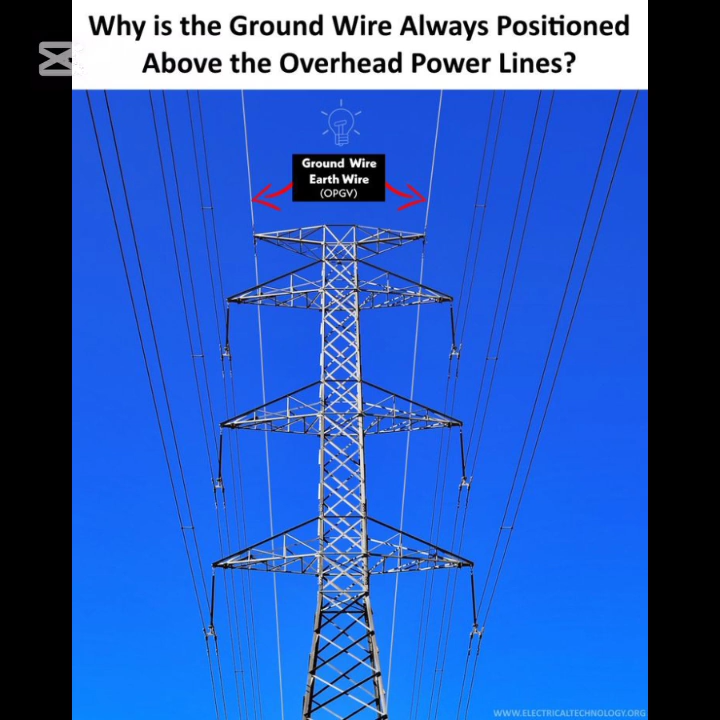 Why is the Ground Wire Always Positioned
Above the Overhead Power Lines?
Ground Wire
Earth Wire
(OPGV)
WWW.ELECTRICALTECHNOLOGY.ORG